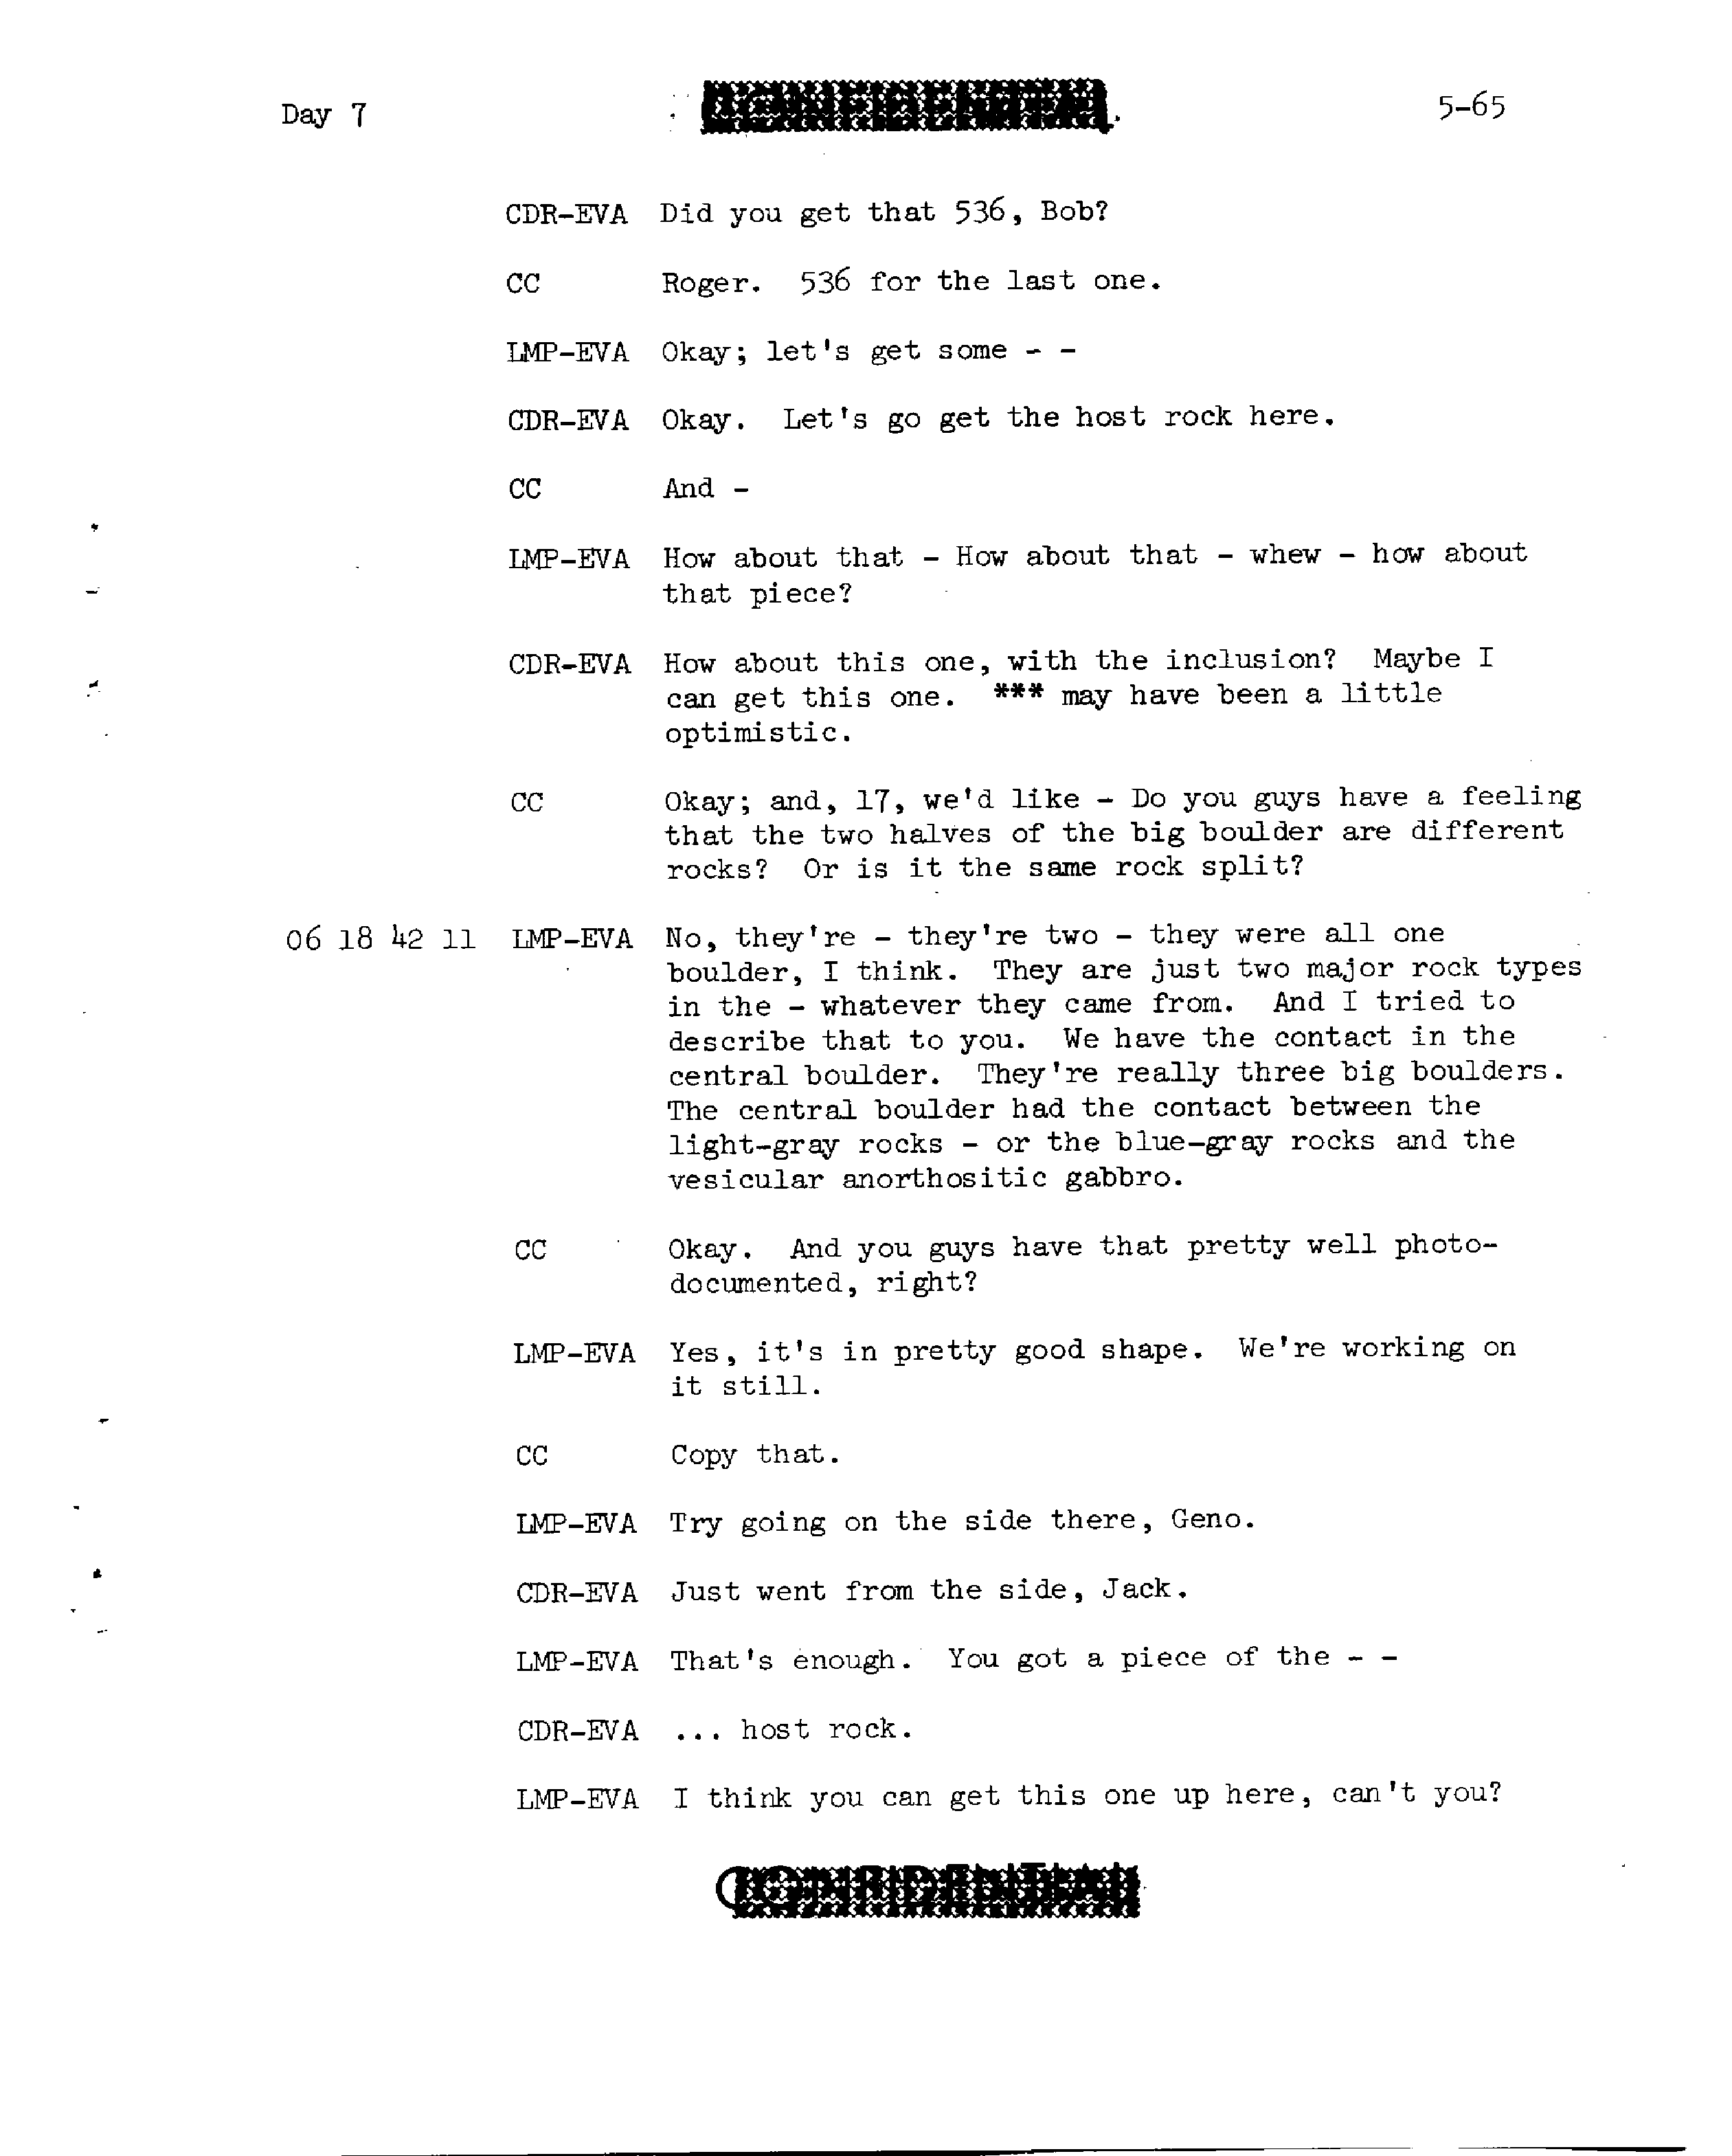 Day 7
CONFIDENTIAL
5-65
CDR-EVA Did you get that 536, Bob?
CC Roger. 536 for the last one.
LMP-EVA Okay; let's get some - -
CDR-EVA Okay. Let's go get the host rock here.
CC And -
LMP-EVA How about that - How about that - whew - how about
that piece?
CDR-EVA How about this one, with the inclusion? Maybe I
can get this one. *** may have been a little
optimistic.
CC Okay; and, 17, we'd like - Do you guys have a feeling
that the two halves of the big boulder are different
rocks? Or is it the same rock split?
06 18 42 11 LMP-EVA No, they're - they're two - they were all one
boulder, I think. They are just two major rock types
in the - whatever they came from. And I tried to
describe that to you. We have the contact in the
central boulder. They're really three big boulders.
The central boulder had the contact between the
light-gray rocks - or the blue-gray rocks and the
vesicular anorthositic gabbro.
CC Okay. And you guys have that pretty well photo-
documented, right?
LMP-EVA Yes, it's in pretty good shape. We're working on
it still.
CC Copy that.
LMP-EVA Try going on the side there, Geno.
CDR-EVA Just went from the side, Jack.
LMP-EVA That's enough. You got a piece of the - -
CDR-EVA ... host rock.
LMP-EVA I think you can get this one up here, can't you?
CONFIDENTIAL